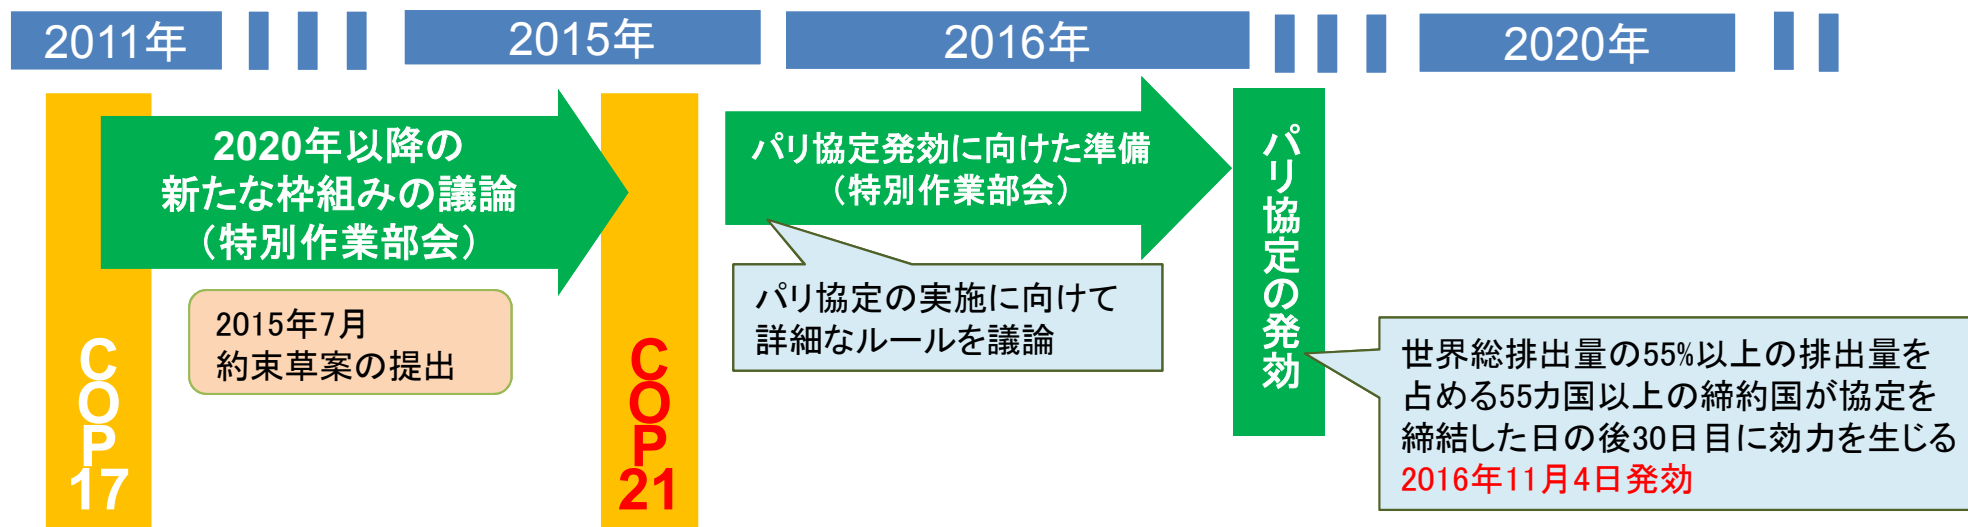 2011年
2015年
2016年
2020年
COP17
2020年以降の
新たな枠組みの議論
（特別作業部会）
2015年7月
約束草案の提出
COP21
パリ協定発効に向けた準備
（特別作業部会）
パリ協定の実施に向けて
詳細なルールを議論
パリ協定の発効
世界総排出量の55%以上の排出量を
占める55カ国以上の締約国が協定を
締結した日の後30日目に効力を生じる
2016年11月4日発効